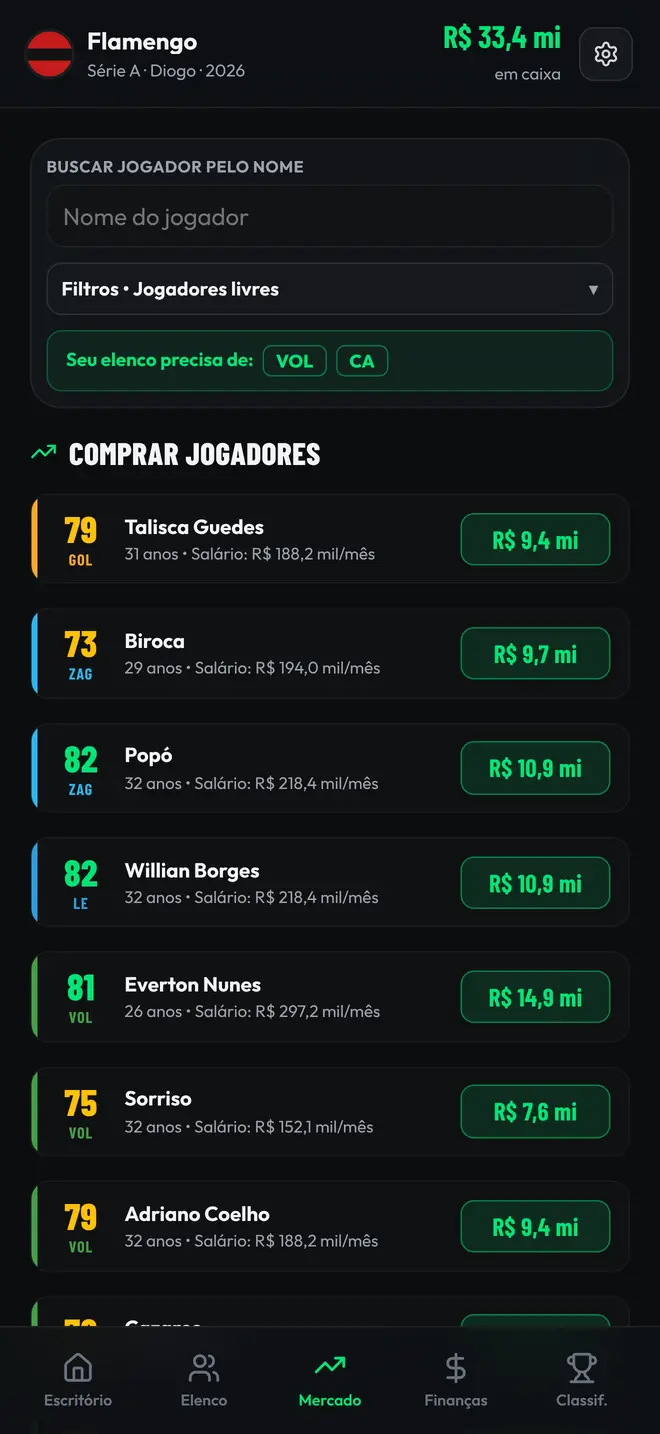 Flamengo
Série A · Diogo · 2026
R$ 33,4 mi
em caixa
BUSCAR JOGADOR PELO NOME
Nome do jogador
Filtros • Jogadores livres ▼
Seu elenco precisa de: VOL CA
COMPRAR JOGADORES
79 GOL
Talisca Guedes
31 anos • Salário: R$ 188,2 mil/mês
R$ 9,4 mi
73 ZAG
Biroca
29 anos • Salário: R$ 194,0 mil/mês
R$ 9,7 mi
82 ZAG
Popó
32 anos • Salário: R$ 218,4 mil/mês
R$ 10,9 mi
82 LE
Willian Borges
32 anos • Salário: R$ 218,4 mil/mês
R$ 10,9 mi
81 VOL
Everton Nunes
26 anos • Salário: R$ 297,2 mil/mês
R$ 14,9 mi
75 VOL
Sorriso
32 anos • Salário: R$ 152,1 mil/mês
R$ 7,6 mi
79 VOL
Adriano Coelho
32 anos • Salário: R$ 188,2 mil/mês
R$ 9,4 mi
Escritório
Elenco
Mercado
Finanças
Classif.